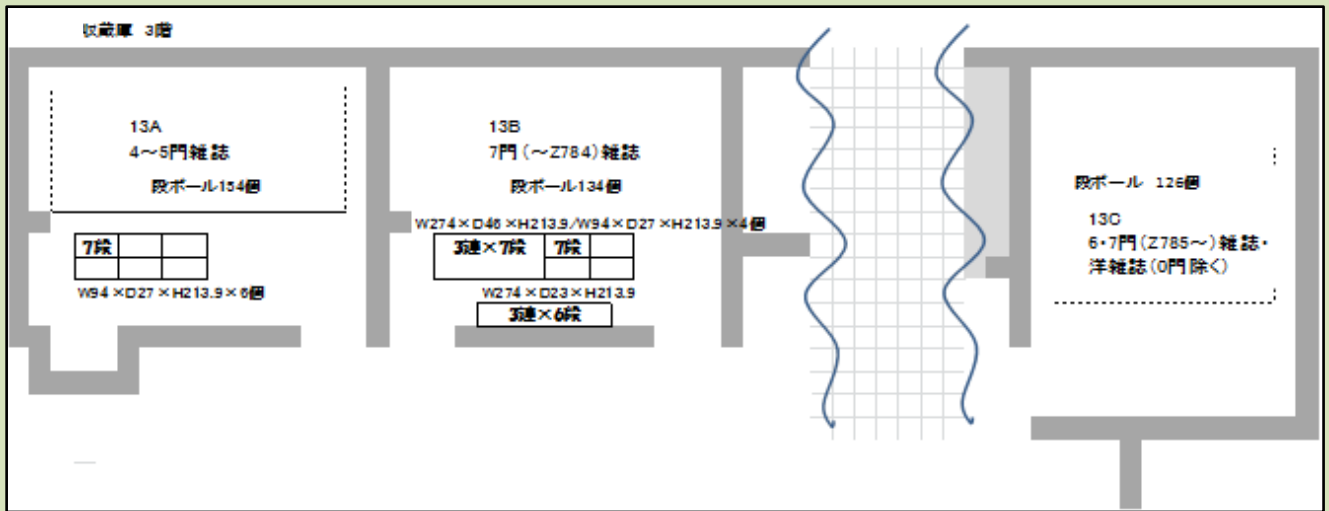 収蔵庫 3階
13A
4～5門雑誌
段ボール154個
7段
W94×D27×H213.9×6個
13B
7門(～Z784)雑誌
段ボール134個
W274×D46×H213.9/W94×D27×H213.9×4個
3連×7段 7段
W274×D23×H213.9
3連×6段
段ボール 126個
13C
6・7門(Z785～)雑誌・
洋雑誌(0門除く)